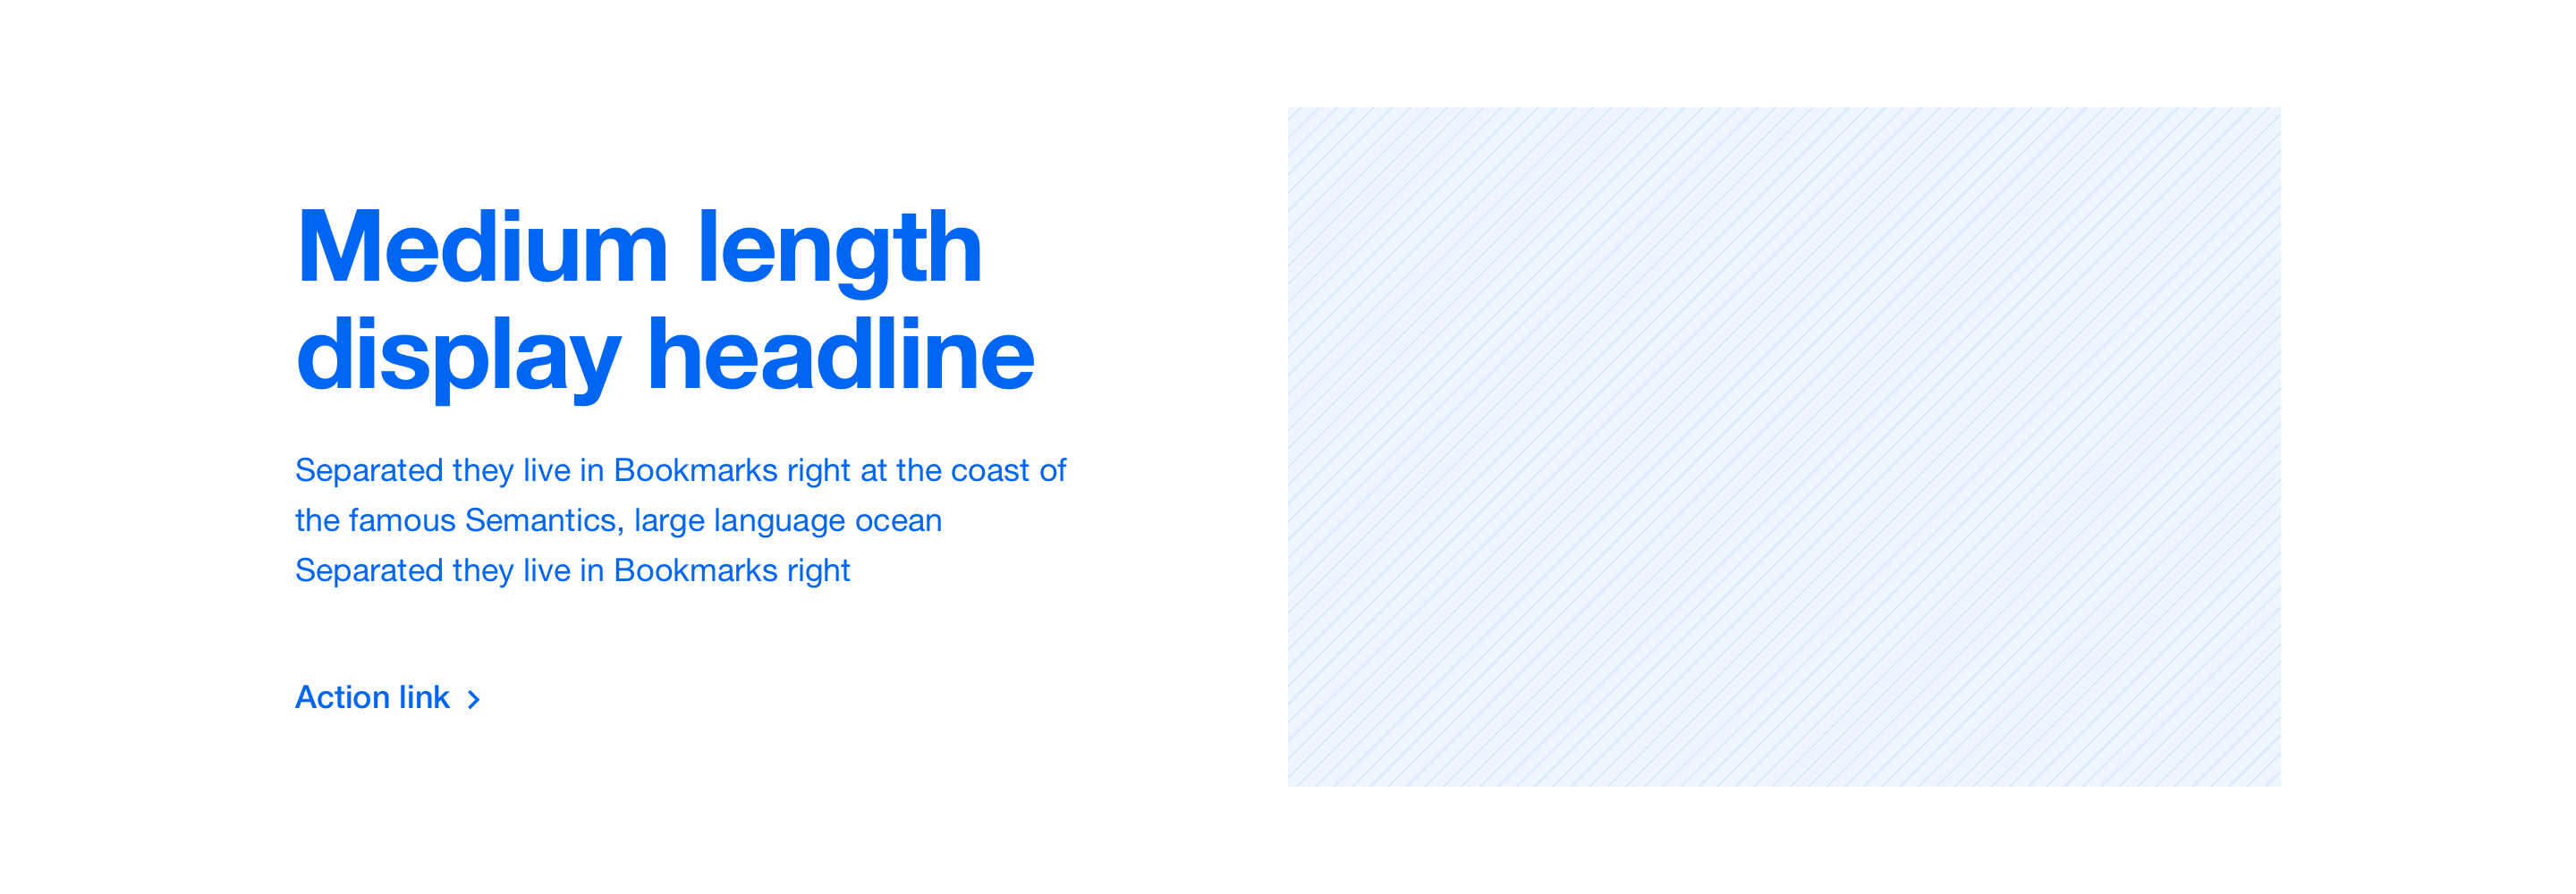 Medium length
display headline
Separated they live in Bookmarks right at the coast of
the famous Semantics, large language ocean
Separated they live in Bookmarks right
Action link